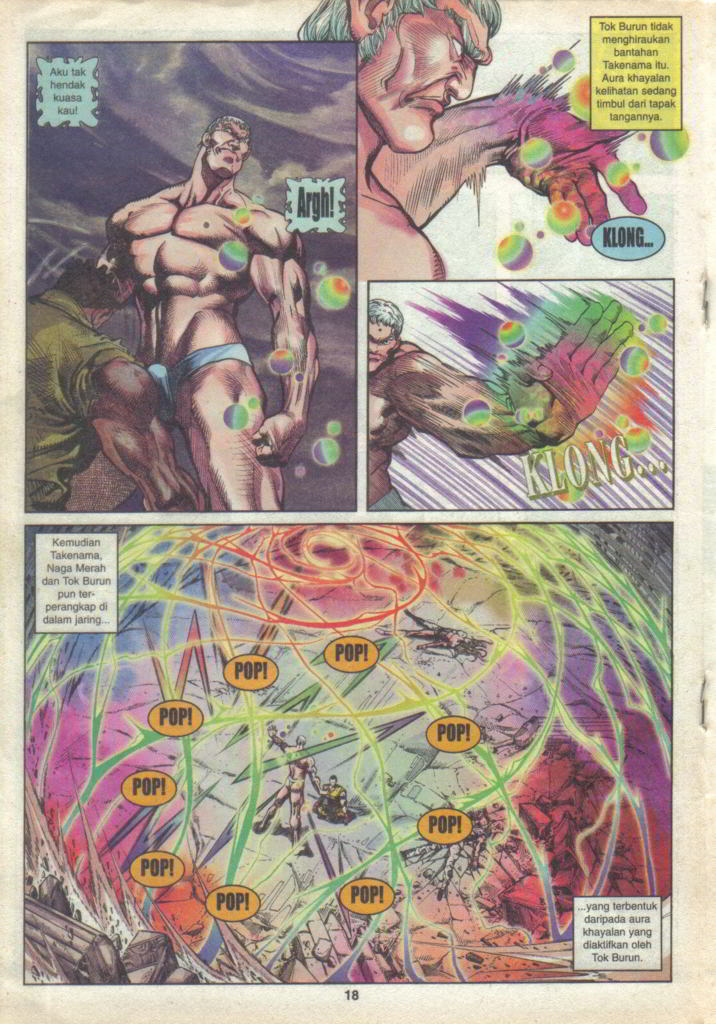 Aku tak
hendak
kuasa
kau!
Argh!
Tok Burun tidak
menghiraukan
bantahan
Takenama itu.
Aura khayalan
kelihatan sedang
timbul dari tapak
tangannya.
KLONG...
KLONG...
Kemudian
Takenama,
Naga Merah
dan Tok Burun
pun ter-
perangkap di
dalam jaring...
POP!
POP!
POP!
POP!
POP!
POP!
POP!
POP!
POP!
...yang terbentuk
daripada aura
khayalan yang
diaktifkan oleh
Tok Burun.
18